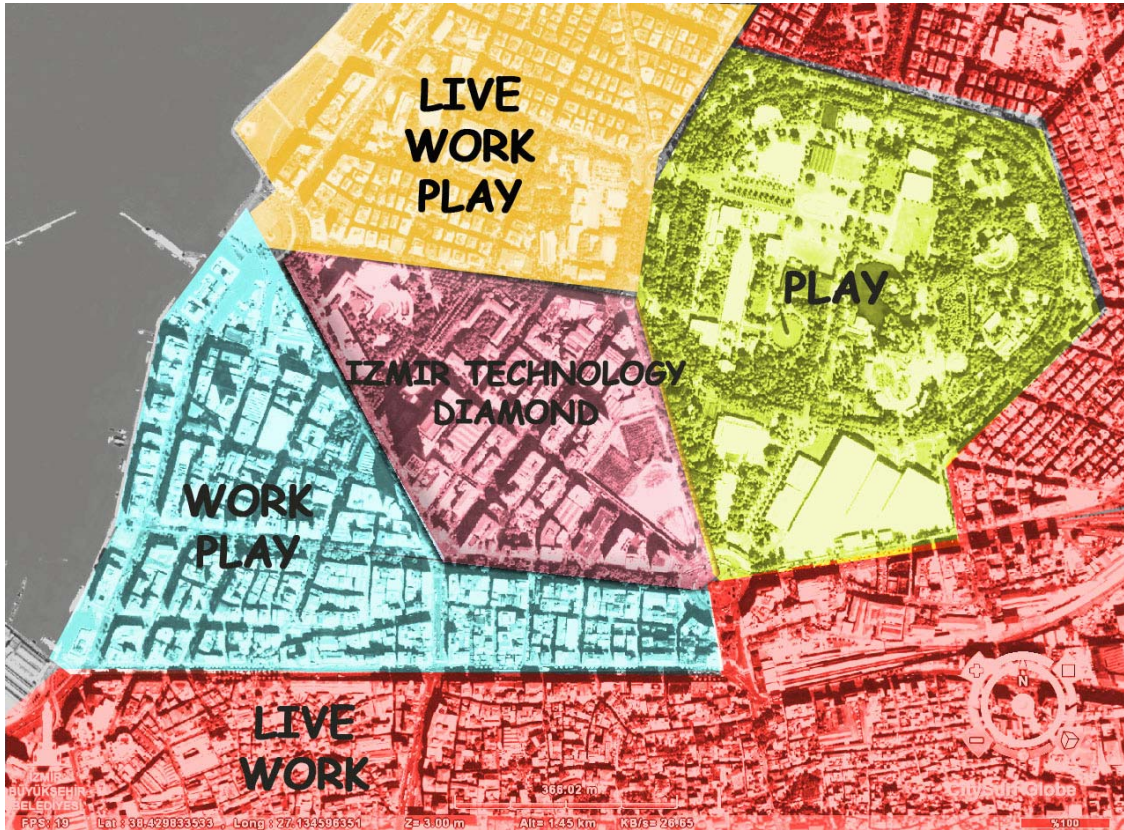 LIVE
WORK
PLAY
PLAY
IZMIR TECHNOLOGY
DIAMOND
WORK
PLAY
LIVE
WORK
N
İZMİR
BÜYÜKŞEHİR
BELEDİYESİ
366.02 m
CitySurf Globe
FPS: 19 Lat : 38.429833533 Long : 27.134596351 Z= 3.00 m Alt= 1.45 km KB/s= 26.65 %100